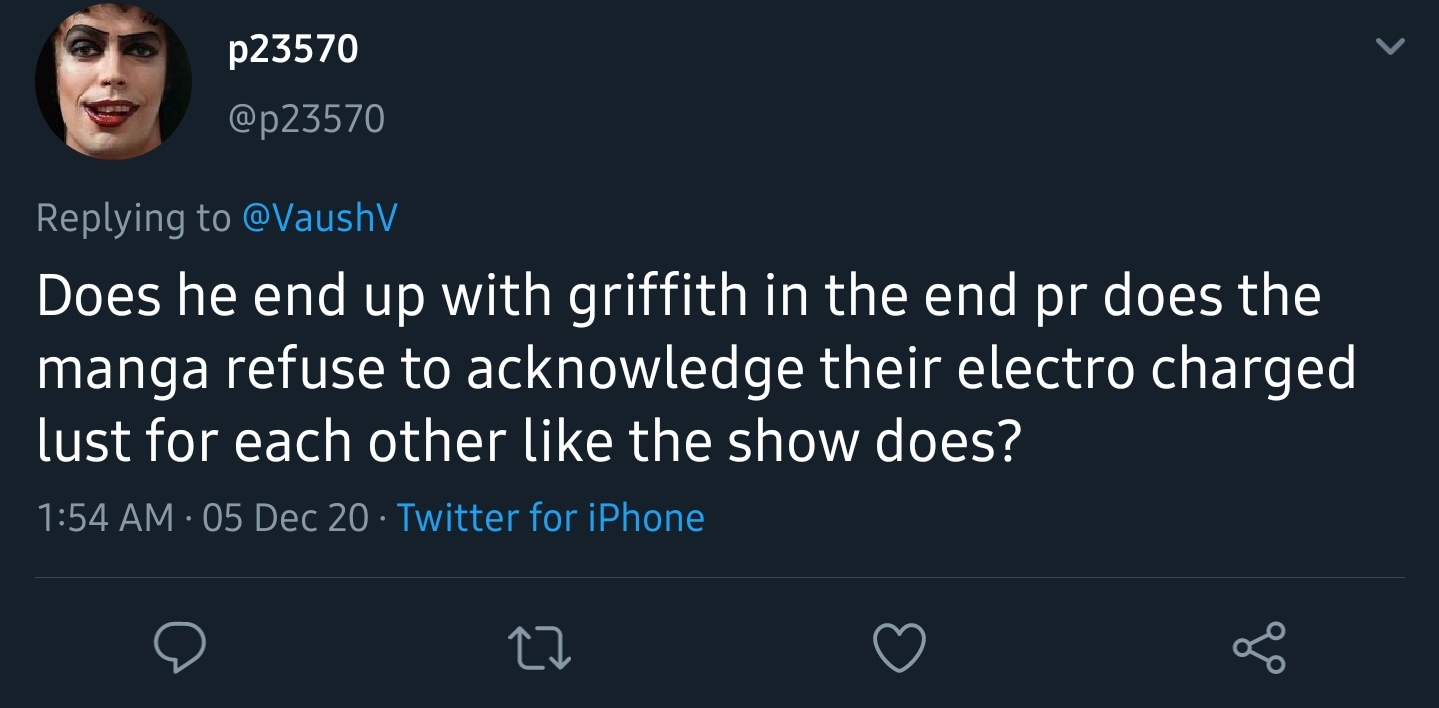 p23570
@p23570
Replying to @VaushV
Does he end up with griffith in the end pr does the
manga refuse to acknowledge their electro charged
lust for each other like the show does?
1:54 AM · 05 Dec 20 · Twitter for iPhone